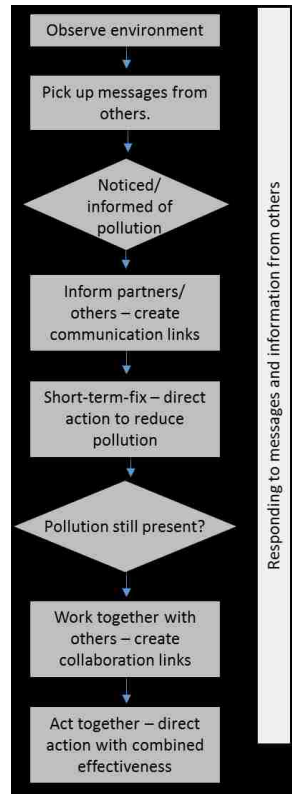 Observe environment
Pick up messages from
others.
Noticed/
informed of
pollution
Inform partners/
others – create
communication links
Short-term-fix – direct
action to reduce
pollution
Pollution still present?
Work together with
others – create
collaboration links
Act together – direct
action with combined
effectiveness
Responding to messages and information from others